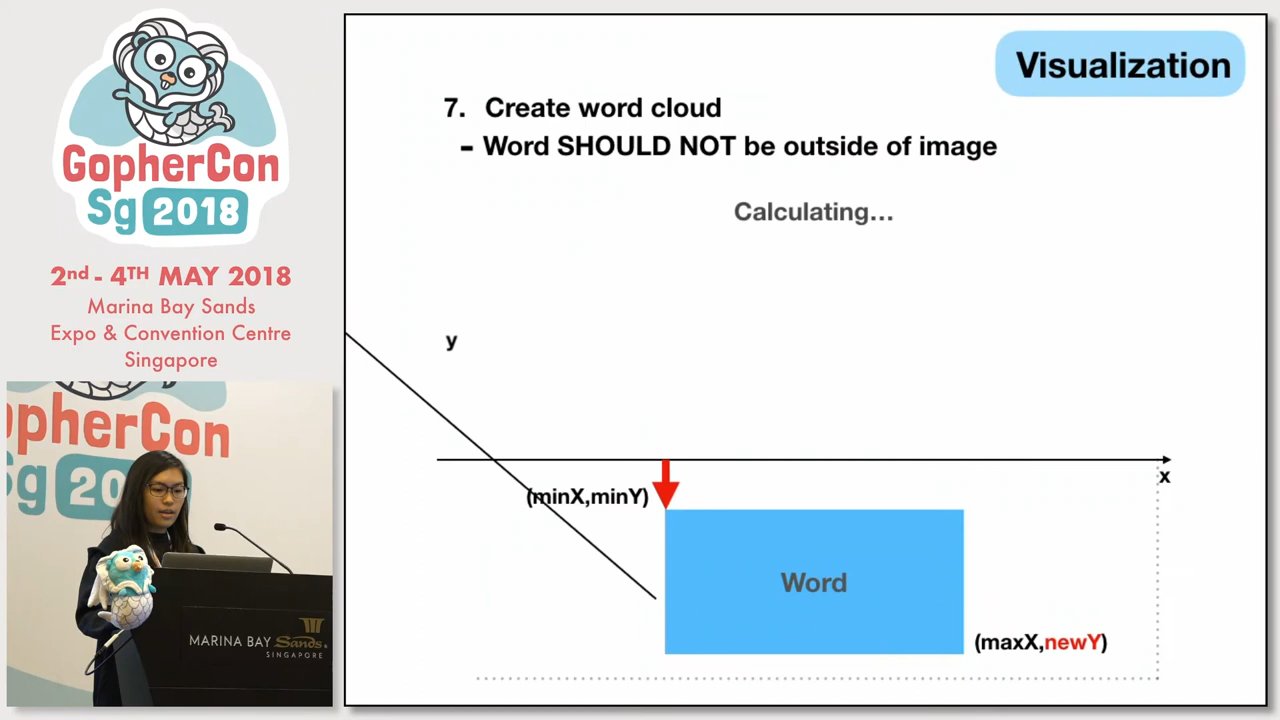 GopherCon
Sg 2018
2nd - 4TH MAY 2018
Marina Bay Sands
Expo & Convention Centre
Singapore
opherCon
Sg 20
MARINA BAY Sands
SINGAPORE
Visualization
7. Create word cloud
- Word SHOULD NOT be outside of image
Calculating...
y
x
(minX,minY)
Word
(maxX,newY)